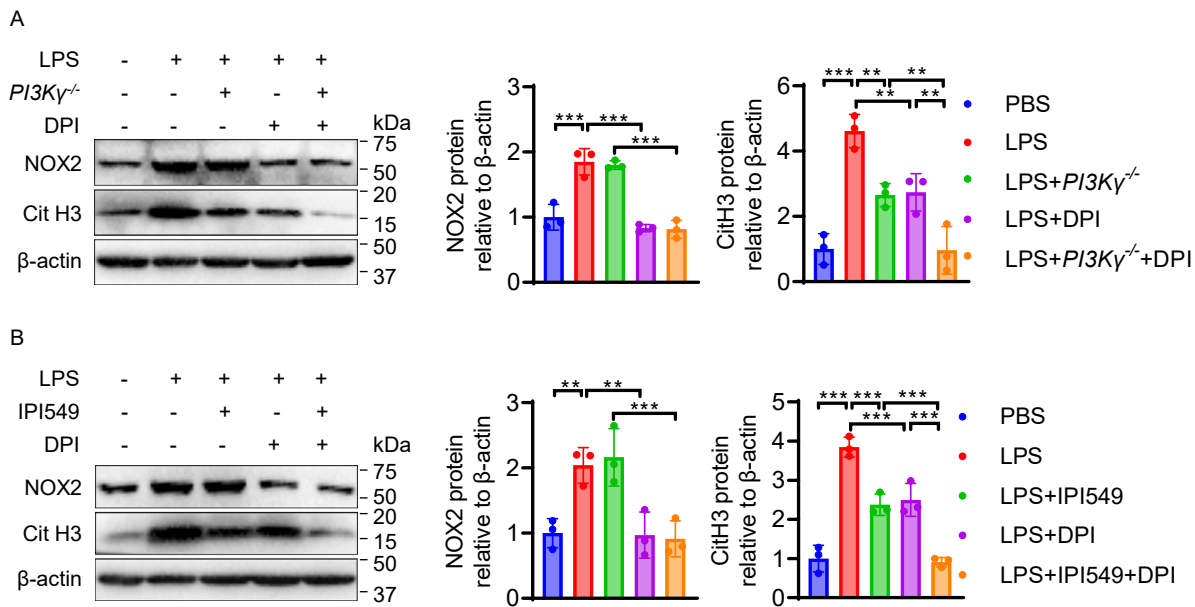 A
LPS - + + + +
PI3Kγ-/- - - + - +
DPI - - - + + kDa
NOX2 75 50
Cit H3 20 15
β-actin 50 37
NOX2 protein
relative to β-actin
3
2
1
0
*** *** ***
CitH3 protein
relative to β-actin
6
4
2
0
*** ** ** ** **
PBS
LPS
LPS+PI3Kγ-/-
LPS+DPI
LPS+PI3Kγ-/-+DPI
B
LPS - + + + +
IPI549 - - + - +
DPI - - - + + kDa
NOX2 75 50
Cit H3 20 15
β-actin 50 37
NOX2 protein
relative to β-actin
3
2
1
0
** ** ***
CitH3 protein
relative to β-actin
5
4
3
2
1
0
*** *** *** *** ***
PBS
LPS
LPS+IPI549
LPS+DPI
LPS+IPI549+DPI